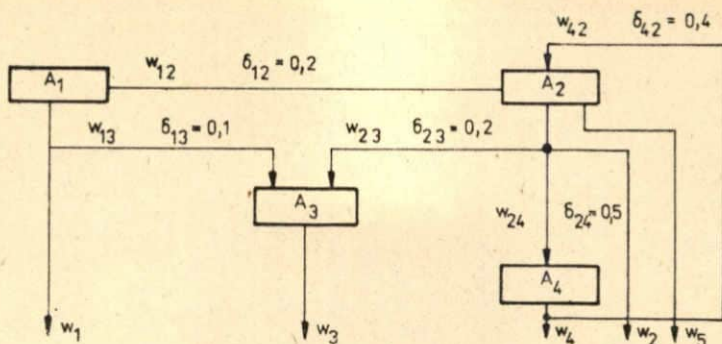 w42 δ42 = 0,4
w12 δ12 = 0,2
A1
A2
w13 δ13 = 0,1
w23 δ23 = 0,2
A3
w24 δ24 = 0,5
A4
w1
w3
w4
w2
w5